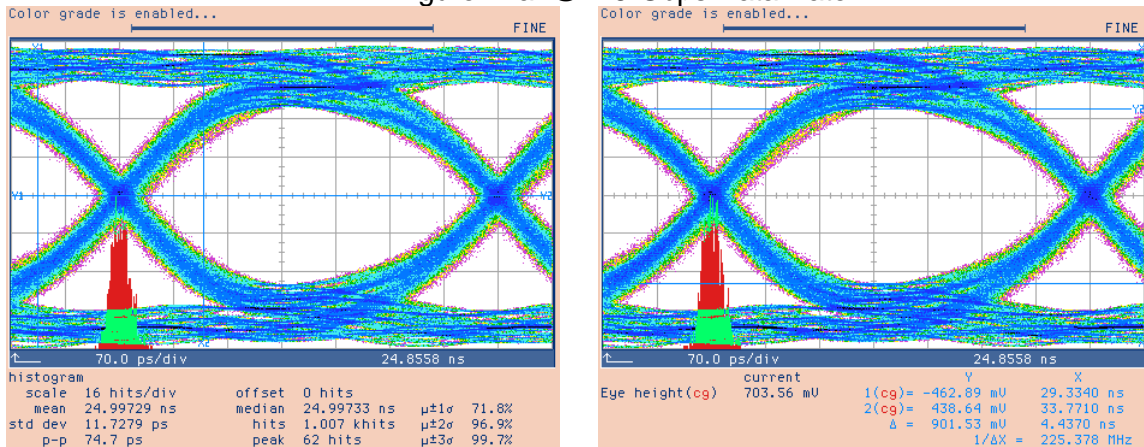 Color grade is enabled...
FINE
Y1
Y2
70.0 ps/div 24.8558 ns
histogram
scale 16 hits/div offset 0 hits
mean 24.99729 ns median 24.99733 ns μ±1σ 71.8%
std dev 11.7279 ps hits 1.007 khits μ±2σ 96.9%
p-p 74.7 ps peak 62 hits μ±3σ 99.7%
Color grade is enabled...
FINE
70.0 ps/div 24.8558 ns
current Y X
Eye height(cg) 703.56 mV 1(cg)= -462.89 mV 29.3340 ns
2(cg)= 438.64 mV 33.7710 ns
Δ = 901.53 mV 4.4370 ns
1/ΔX = 225.378 MHz